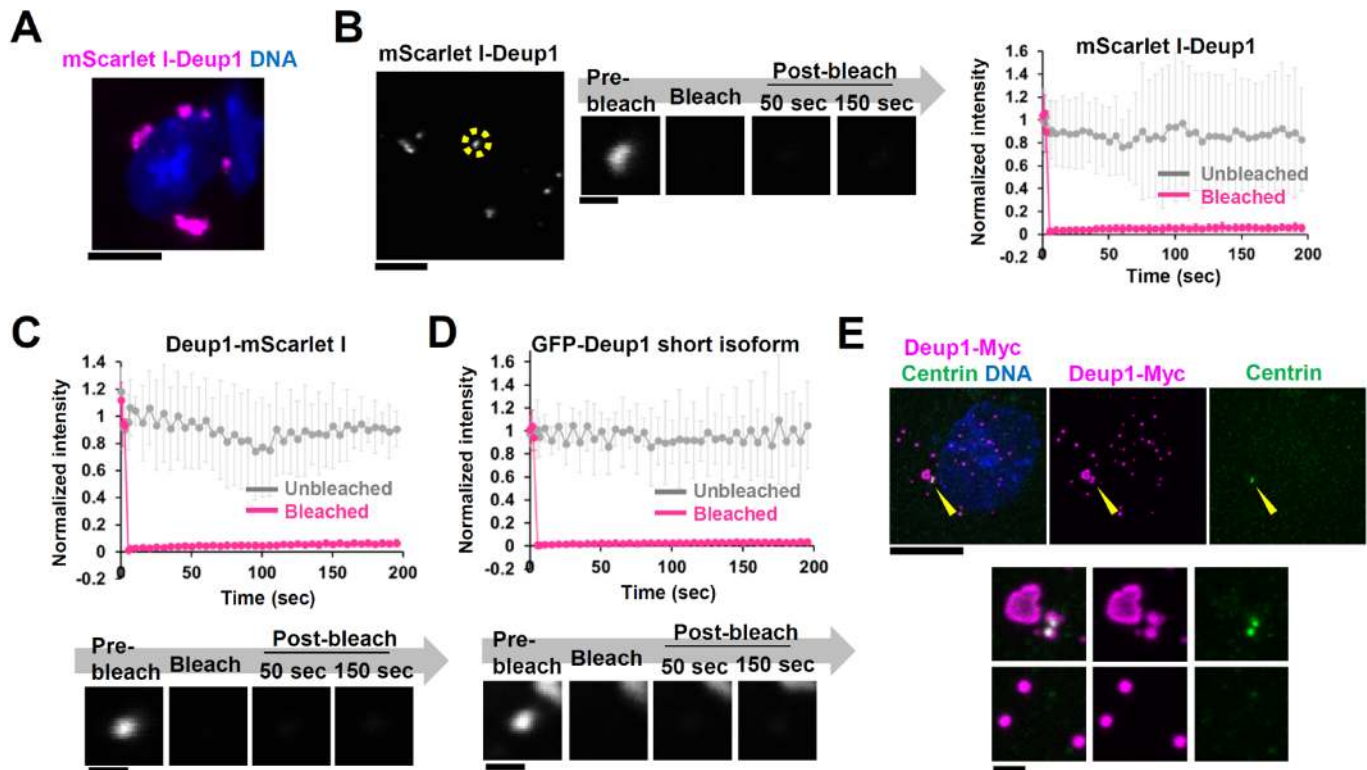 A
mScarlet I-Deup1 DNA
B
mScarlet I-Deup1
Pre-
bleach
Bleach
Post-bleach
50 sec 150 sec
mScarlet I-Deup1
Normalized intensity
1.6
1.4
1.2
1
0.8
0.6
0.4
0.2
0
-0.2
Unbleached
Bleached
0 50 100 150 200
Time (sec)
C
Deup1-mScarlet I
Normalized intensity
1.4
1.2
1
0.8
0.6
0.4
0.2
0
-0.2
Unbleached
Bleached
0 50 100 150 200
Time (sec)
Pre-
bleach
Bleach
Post-bleach
50 sec 150 sec
D
GFP-Deup1 short isoform
Normalized intensity
1.6
1.4
1.2
1
0.8
0.6
0.4
0.2
0
-0.2
Unbleached
Bleached
0 50 100 150 200
Time (sec)
Pre-
bleach
Bleach
Post-bleach
50 sec 150 sec
E
Deup1-Myc
Centrin DNA
Deup1-Myc
Centrin